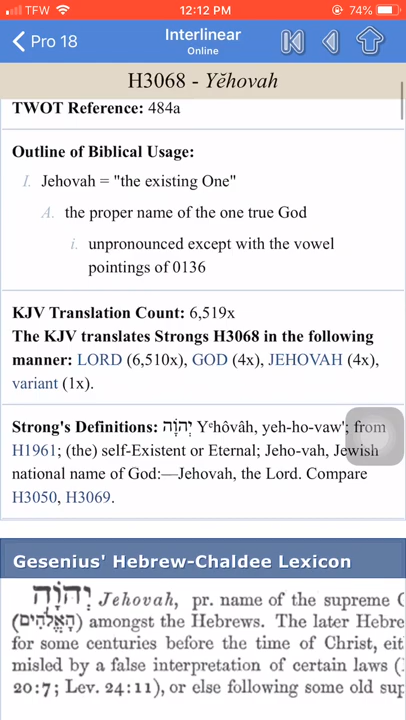 TFW 12:12 PM 74%
Pro 18 Interlinear
Online
H3068 - Yĕhovah
TWOT Reference: 484a
Outline of Biblical Usage:
I. Jehovah = "the existing One"
A. the proper name of the one true God
i. unpronounced except with the vowel
pointings of 0136
KJV Translation Count: 6,519x
The KJV translates Strongs H3068 in the following
manner: LORD (6,510x), GOD (4x), JEHOVAH (4x),
variant (1x).
Strong's Definitions: יְהֹוָה Yᵉhôvâh, yeh-ho-vaw'; from
H1961; (the) self-Existent or Eternal; Jeho-vah, Jewish
national name of God:—Jehovah, the Lord. Compare
H3050, H3069.
Gesenius' Hebrew-Chaldee Lexicon
יְהֹוָה Jehovah, pr. name of the supreme G
(הָאֱלֹהִים) amongst the Hebrews. The later Hebre
for some centuries before the time of Christ, eit
misled by a false interpretation of certain laws (
20:7; Lev. 24:11), or else following some old sup